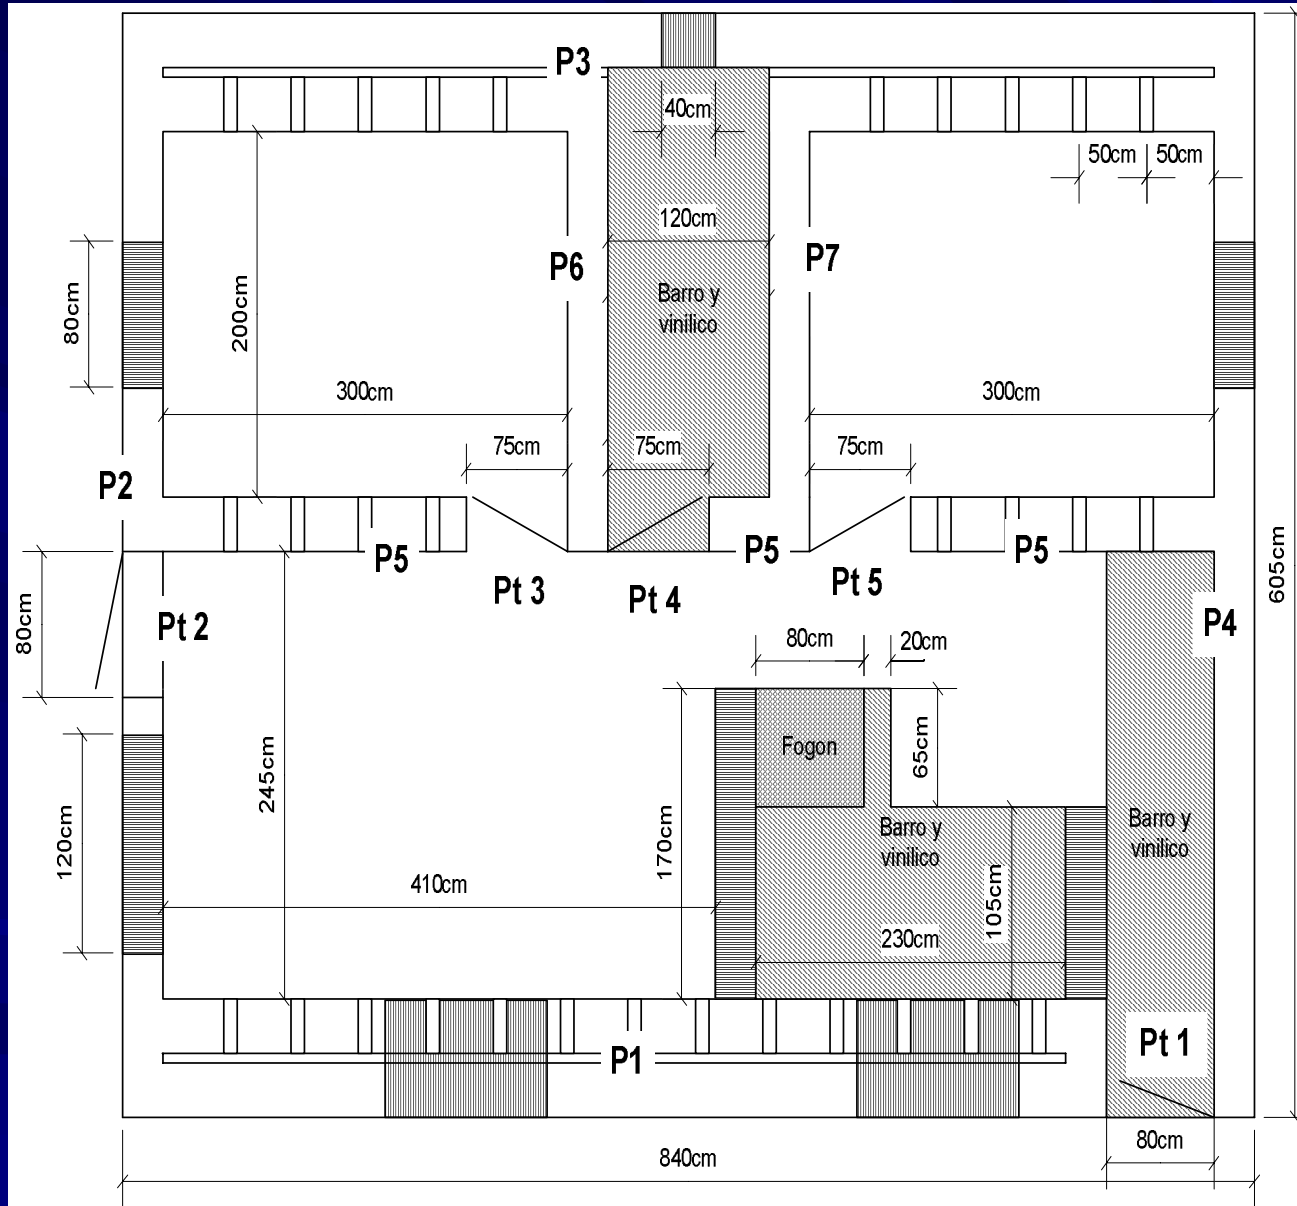 P3
40cm
50cm
50cm
120cm
P6
P7
80cm
200cm
Barro y
vinilico
300cm
300cm
75cm
75cm
75cm
P2
P5
P5
P5
Pt 3
Pt 4
Pt 5
Pt 2
P4
605cm
80cm
80cm
20cm
Fogon
65cm
245cm
120cm
170cm
Barro y
vinilico
Barro y
vinilico
410cm
105cm
230cm
P1
Pt 1
80cm
840cm